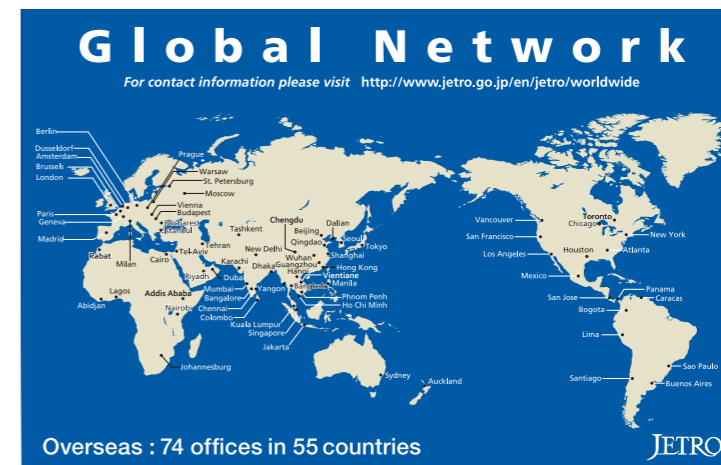 Global Network
For contact information please visit http://www.jetro.go.jp/en/jetro/worldwide
Berlin
Dusseldorf
Amsterdam
Brussels
London
Paris
Geneva
Madrid
Prague
Warsaw
St. Petersburg
Moscow
Vienna
Budapest
Bucharest
Istanbul
Milan
Rabat
Cairo
Tel-Aviv
Tehran
Riyadh
Dubai
Tashkent
Karachi
New Delhi
Dhaka
Mumbai
Bangalore
Chennai
Colombo
Yangon
Chengdu
Beijing
Dalian
Qingdao
Seoul
Tokyo
Shanghai
Wuhan
Guangzhou
Hong Kong
Hanoi
Vientiane
Manila
Bangkok
Phnom Penh
Ho Chi Minh
Kuala Lumpur
Singapore
Jakarta
Lagos
Abidjan
Addis Ababa
Nairobi
Johannesburg
Sydney
Auckland
Vancouver
San Francisco
Los Angeles
Mexico
San Jose
Toronto
Chicago
New York
Houston
Atlanta
Panama
Caracas
Bogota
Lima
Santiago
Sao Paulo
Buenos Aires
Overseas : 74 offices in 55 countries
JETRO